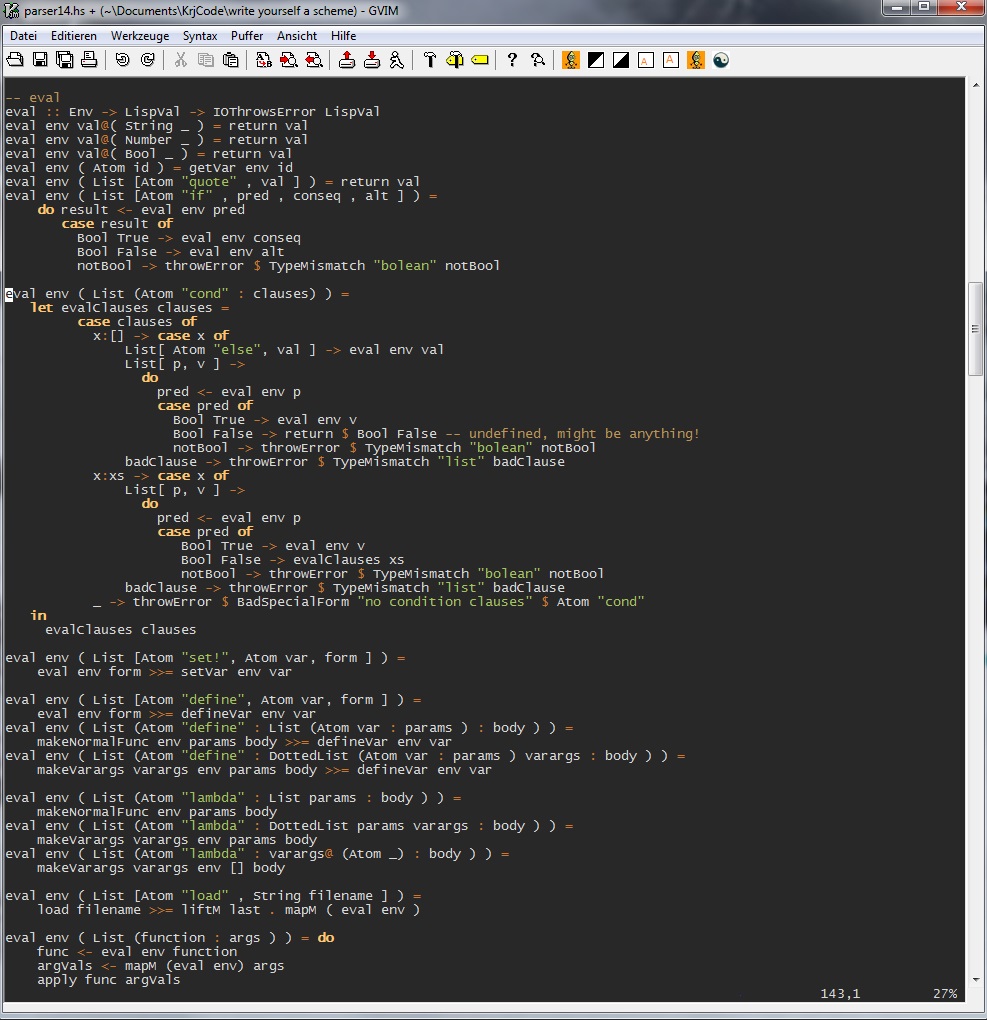 parser14.hs + (~\Documents\KrjCode\write yourself a scheme) - GVIM
Datei Editieren Werkzeuge Syntax Puffer Ansicht Hilfe
-- eval
eval :: Env -> LispVal -> IOThrowsError LispVal
eval env val@( String _ ) = return val
eval env val@( Number _ ) = return val
eval env val@( Bool _ ) = return val
eval env ( Atom id ) = getVar env id
eval env ( List [Atom "quote" , val ] ) = return val
eval env ( List [Atom "if" , pred , conseq , alt ] ) =
    do result <- eval env pred
       case result of
         Bool True -> eval env conseq
         Bool False -> eval env alt
         notBool -> throwError $ TypeMismatch "bolean" notBool

eval env ( List (Atom "cond" : clauses) ) =
   let evalClauses clauses =
         case clauses of
           x:[] -> case x of
               List[ Atom "else", val ] -> eval env val
               List[ p, v ] ->
                 do
                   pred <- eval env p
                   case pred of
                     Bool True -> eval env v
                     Bool False -> return $ Bool False -- undefined, might be anything!
                     notBool -> throwError $ TypeMismatch "bolean" notBool
               badClause -> throwError $ TypeMismatch "list" badClause
           x:xs -> case x of
               List[ p, v ] ->
                 do
                   pred <- eval env p
                   case pred of
                      Bool True -> eval env v
                      Bool False -> evalClauses xs
                      notBool -> throwError $ TypeMismatch "bolean" notBool
               badClause -> throwError $ TypeMismatch "list" badClause
           _ -> throwError $ BadSpecialForm "no condition clauses" $ Atom "cond"
   in
     evalClauses clauses

eval env ( List [Atom "set!", Atom var, form ] ) =
    eval env form >>= setVar env var

eval env ( List [Atom "define", Atom var, form ] ) =
    eval env form >>= defineVar env var
eval env ( List (Atom "define" : List (Atom var : params ) : body ) ) =
    makeNormalFunc env params body >>= defineVar env var
eval env ( List (Atom "define" : DottedList (Atom var : params ) varargs : body ) ) =
    makeVarargs varargs env params body >>= defineVar env var

eval env ( List (Atom "lambda" : List params : body ) ) =
    makeNormalFunc env params body
eval env ( List (Atom "lambda" : DottedList params varargs : body ) ) =
    makeVarargs varargs env params body
eval env ( List (Atom "lambda" : varargs@ (Atom _) : body ) ) =
    makeVarargs varargs env [] body

eval env ( List [Atom "load" , String filename ] ) =
    load filename >>= liftM last . mapM ( eval env )

eval env ( List (function : args ) ) = do
    func <- eval env function
    argVals <- mapM (eval env) args
    apply func argVals
143,1 27%